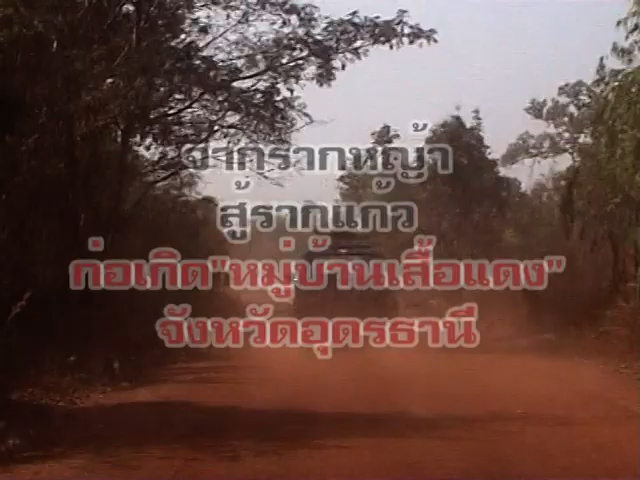 จากรากหญ้า
สู่รากแก้ว
ก่อเกิด"หมู่บ้านเสื้อแดง"
จังหวัดอุดรธานี